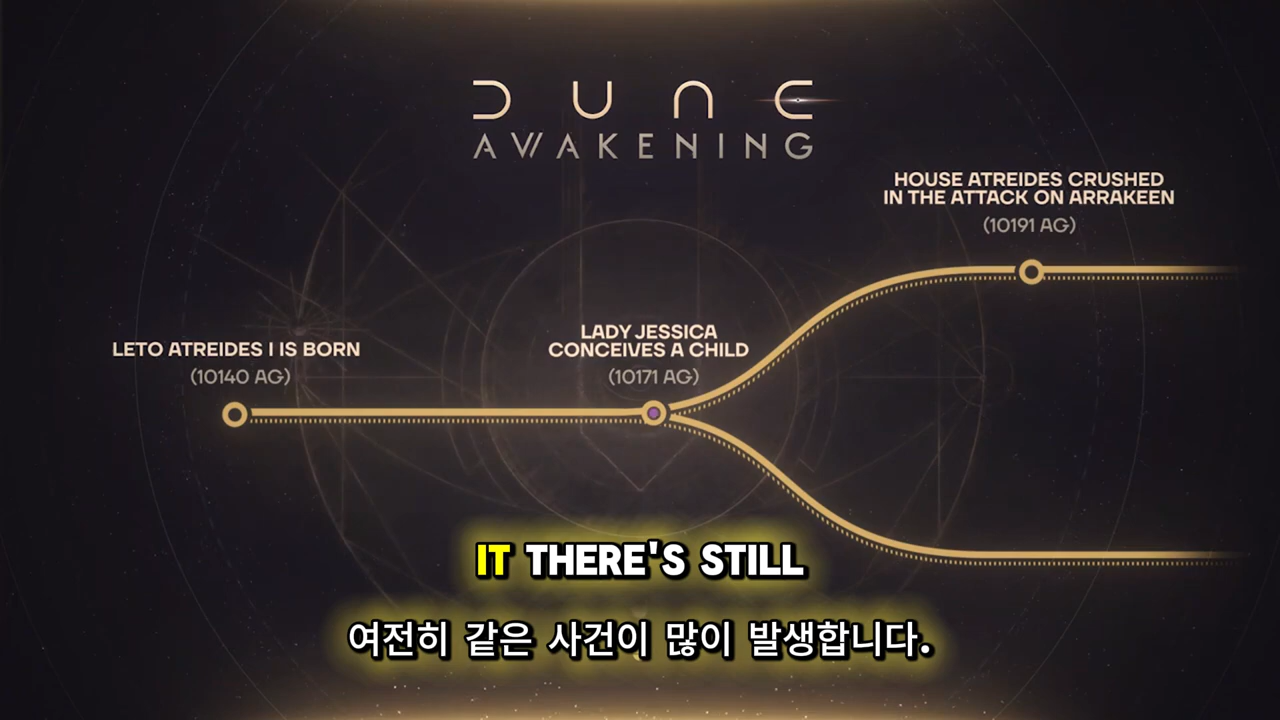 DUNE
AWAKENING
HOUSE ATREIDES CRUSHED
IN THE ATTACK ON ARRAKEEN
(10191 AG)
LETO ATREIDES I IS BORN
(10140 AG)
LADY JESSICA
CONCEIVES A CHILD
(10171 AG)
IT THERE'S STILL
여전히 같은 사건이 많이 발생합니다.